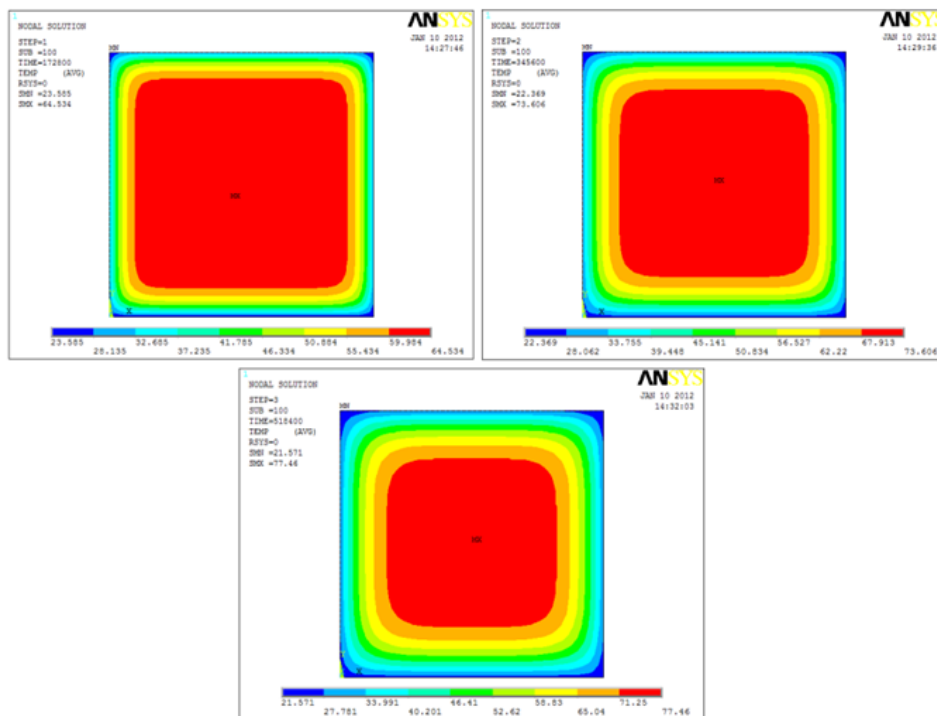 1
NODAL SOLUTION
STEP=1
SUB =100
TIME=172800
TEMP (AVG)
RSYS=0
SMN =23.585
SMX =64.534
ANSYS
JAN 10 2012
14:27:46
MN
MX
X
23.585 32.685 41.785 50.884 59.984
28.135 37.235 46.334 55.434 64.534
1
NODAL SOLUTION
STEP=2
SUB =100
TIME=345600
TEMP (AVG)
RSYS=0
SMN =22.369
SMX =73.606
ANSYS
JAN 10 2012
14:29:36
MN
MX
X
22.369 33.755 45.141 56.527 67.913
28.062 39.448 50.834 62.22 73.606
1
NODAL SOLUTION
STEP=3
SUB =100
TIME=518400
TEMP (AVG)
RSYS=0
SMN =21.571
SMX =77.46
ANSYS
JAN 10 2012
14:32:03
MN
MX
X
21.571 33.991 46.41 58.83 71.25
27.781 40.201 52.62 65.04 77.46